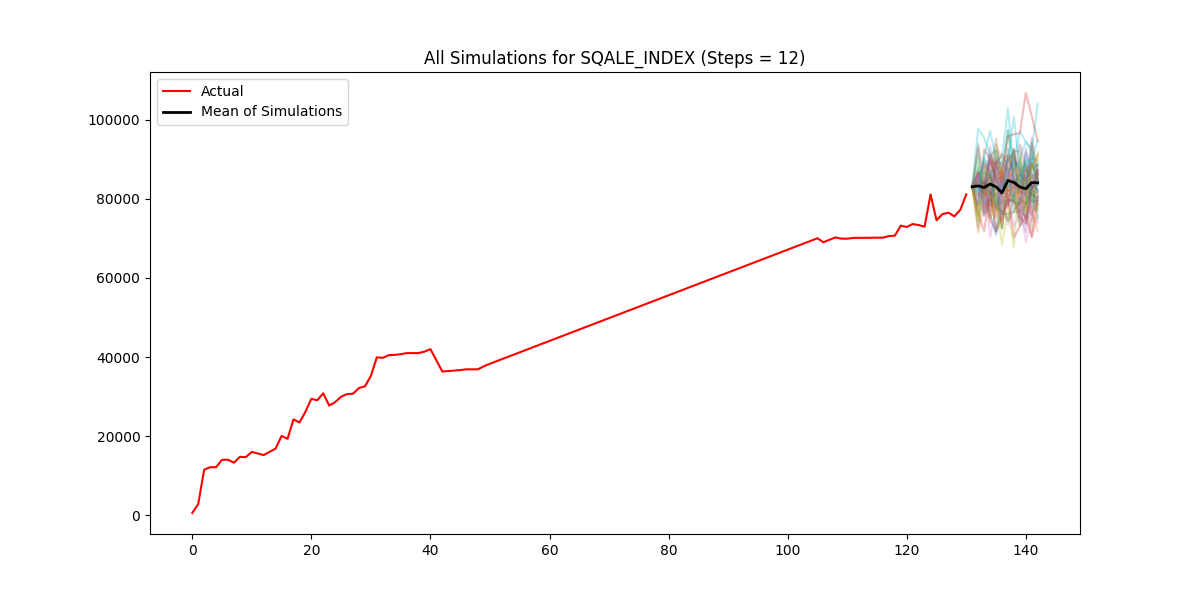 All Simulations for SQALE_INDEX (Steps = 12)
Actual
Mean of Simulations
100000
80000
60000
40000
20000
0
0 20 40 60 80 100 120 140